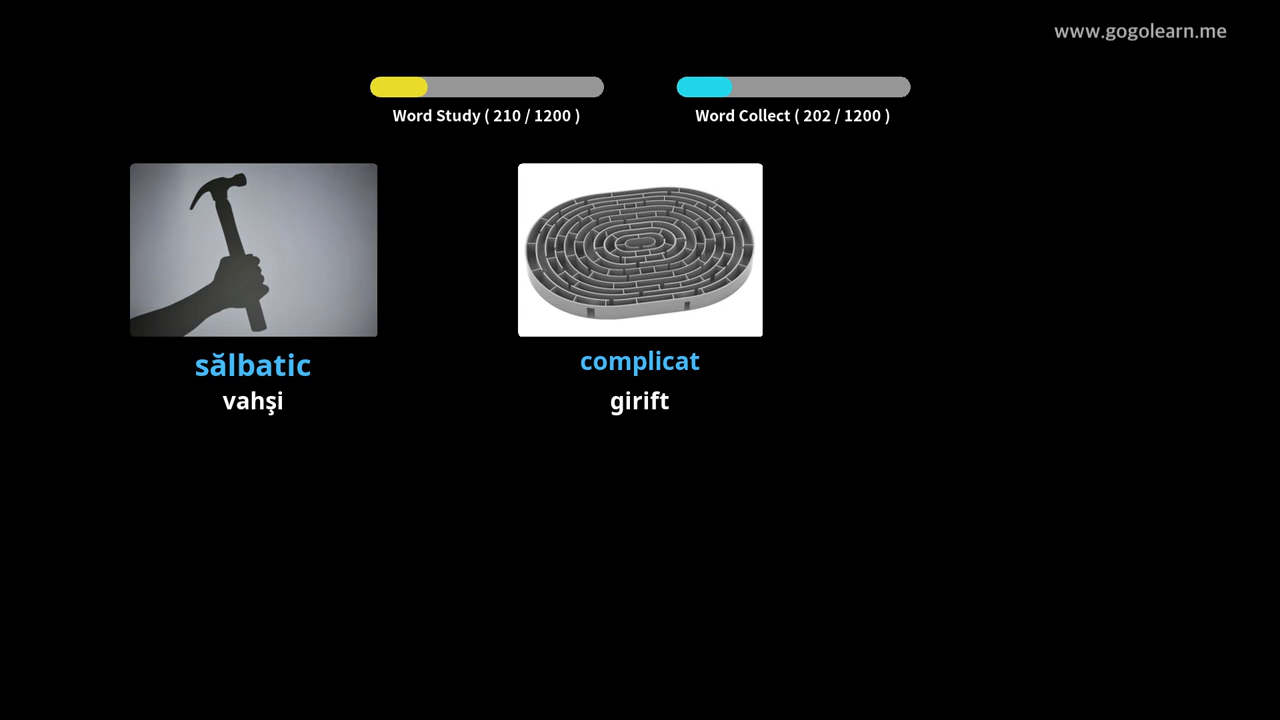 www.gogolearn.me
Word Study ( 210 / 1200 )
Word Collect ( 202 / 1200 )
sălbatic
vahşi
complicat
girift